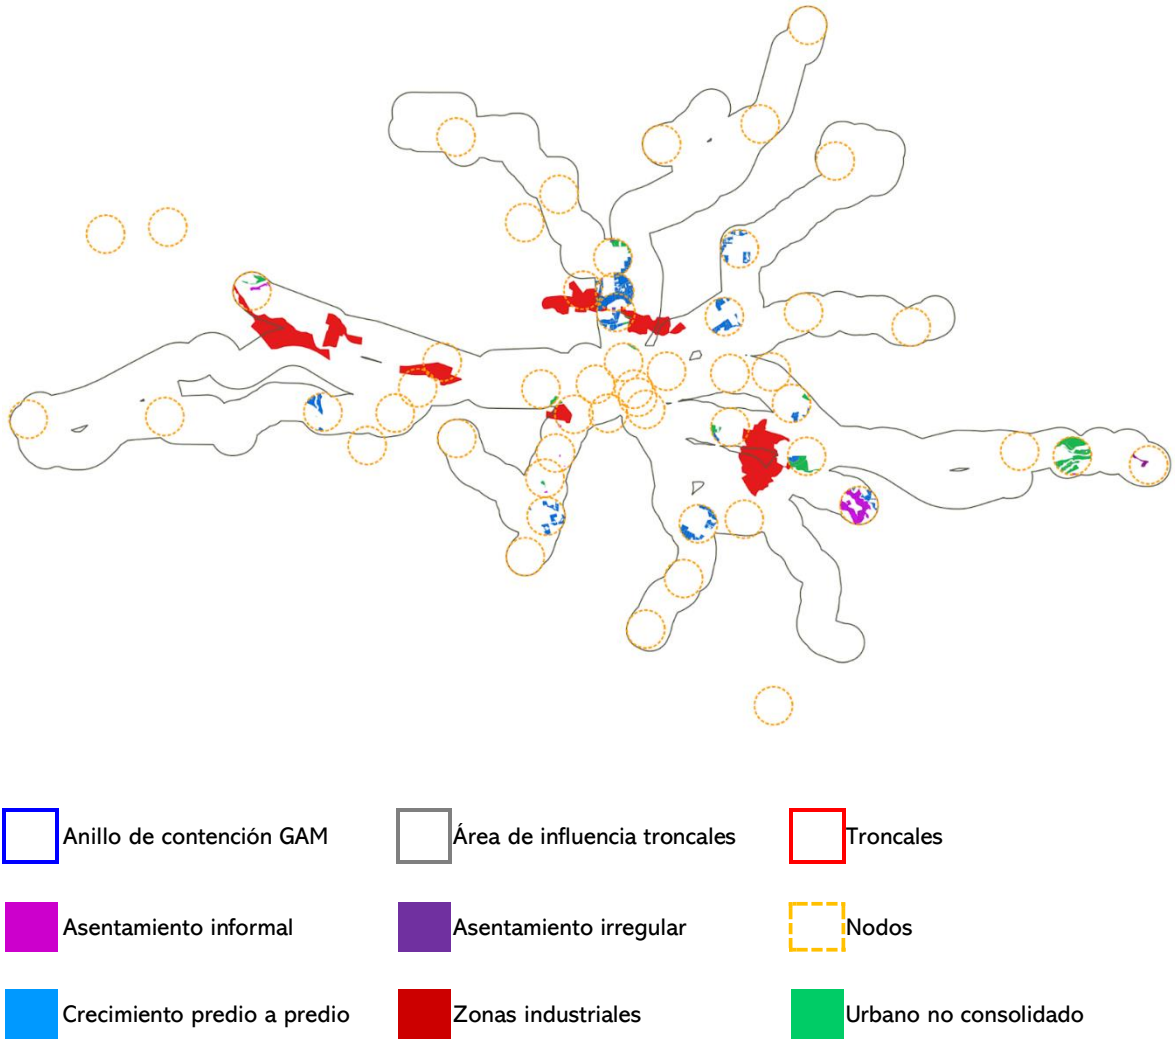 Anillo de contención GAM
Área de influencia troncales
Troncales
Asentamiento informal
Asentamiento irregular
Nodos
Crecimiento predio a predio
Zonas industriales
Urbano no consolidado